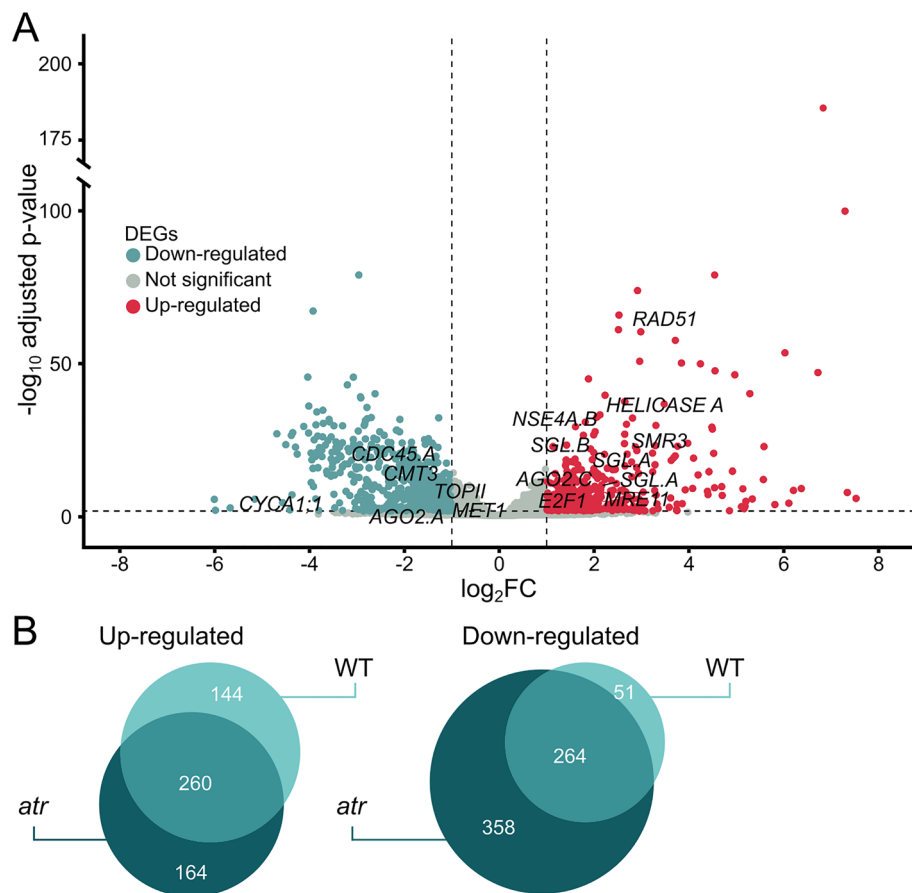 A
200
175
100
50
0
-log10 adjusted p-value
DEGs
Down-regulated
Not significant
Up-regulated
RAD51
HELICASE A
NSE4A.B
SMR3
SGL.B
CDC45.A
SGL.A
CMT3
AGO2.C
SGL.A
TOPII
E2F1
MRE11
CYCA1:1
MET1
AGO2.A
-8 -6 -4 -2 0 2 4 6 8
log2FC
B
Up-regulated
Down-regulated
WT
WT
144
51
260
264
atr
atr
358
164